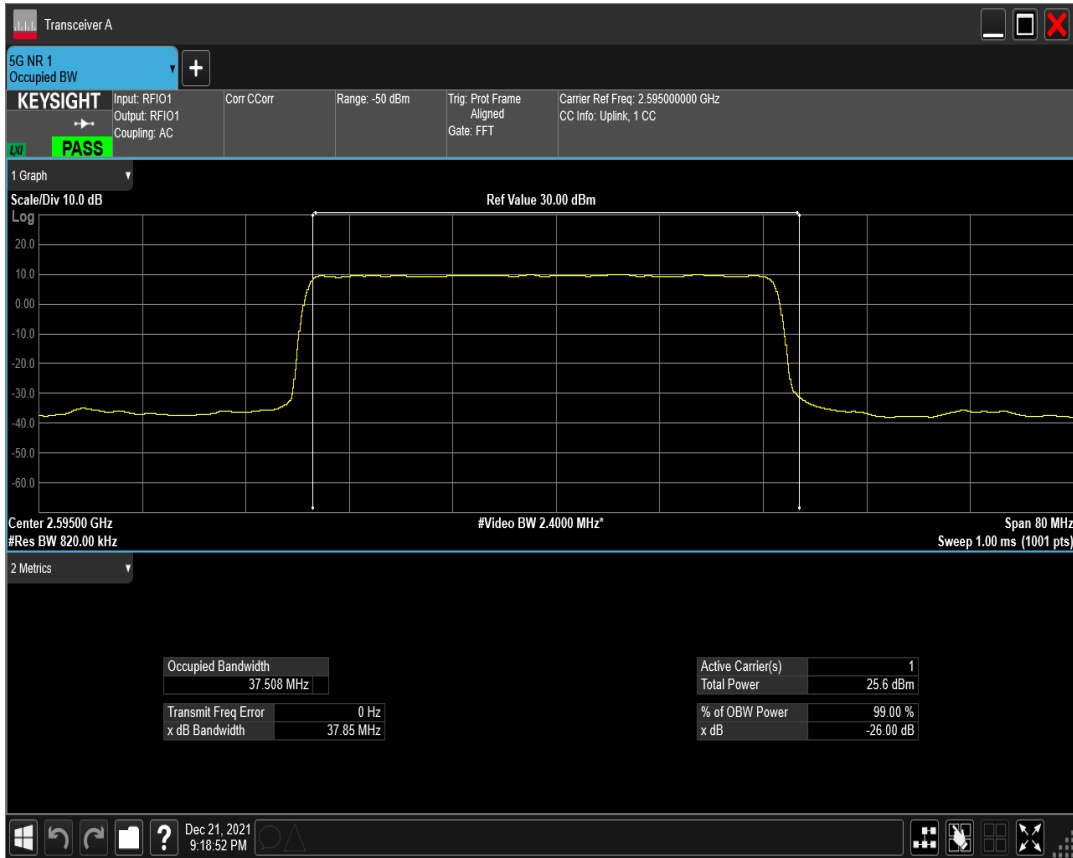 Transceiver A
5G NR 1
Occupied BW
KEYSIGHT
Input: RFIO1
Output: RFIO1
Coupling: AC
Corr CCorr
Range: -50 dBm
Trig: Prot Frame
Aligned
Gate: FFT
Carrier Ref Freq: 2.595000000 GHz
CC Info: Uplink, 1 CC
LXI
PASS
1 Graph
Scale/Div 10.0 dB
Ref Value 30.00 dBm
Log
20.0
10.0
0.00
-10.0
-20.0
-30.0
-40.0
-50.0
-60.0
Center 2.59500 GHz
#Video BW 2.4000 MHz*
Span 80 MHz
#Res BW 820.00 kHz
Sweep 1.00 ms (1001 pts)
2 Metrics
Occupied Bandwidth
37.508 MHz
Transmit Freq Error 0 Hz
x dB Bandwidth 37.85 MHz
Active Carrier(s) 1
Total Power 25.6 dBm
% of OBW Power 99.00 %
x dB -26.00 dB
Dec 21, 2021
9:18:52 PM